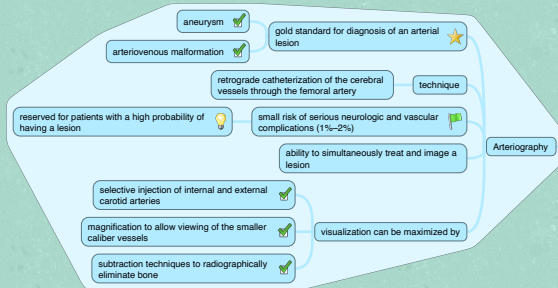 aneurysm
arteriovenous malformation
gold standard for diagnosis of an arterial
lesion
retrograde catheterization of the cerebral
vessels through the femoral artery
technique
reserved for patients with a high probability of
having a lesion
small risk of serious neurologic and vascular
complications (1%–2%)
ability to simultaneously treat and image a
lesion
Arteriography
selective injection of internal and external
carotid arteries
magnification to allow viewing of the smaller
caliber vessels
subtraction techniques to radiographically
eliminate bone
visualization can be maximized by